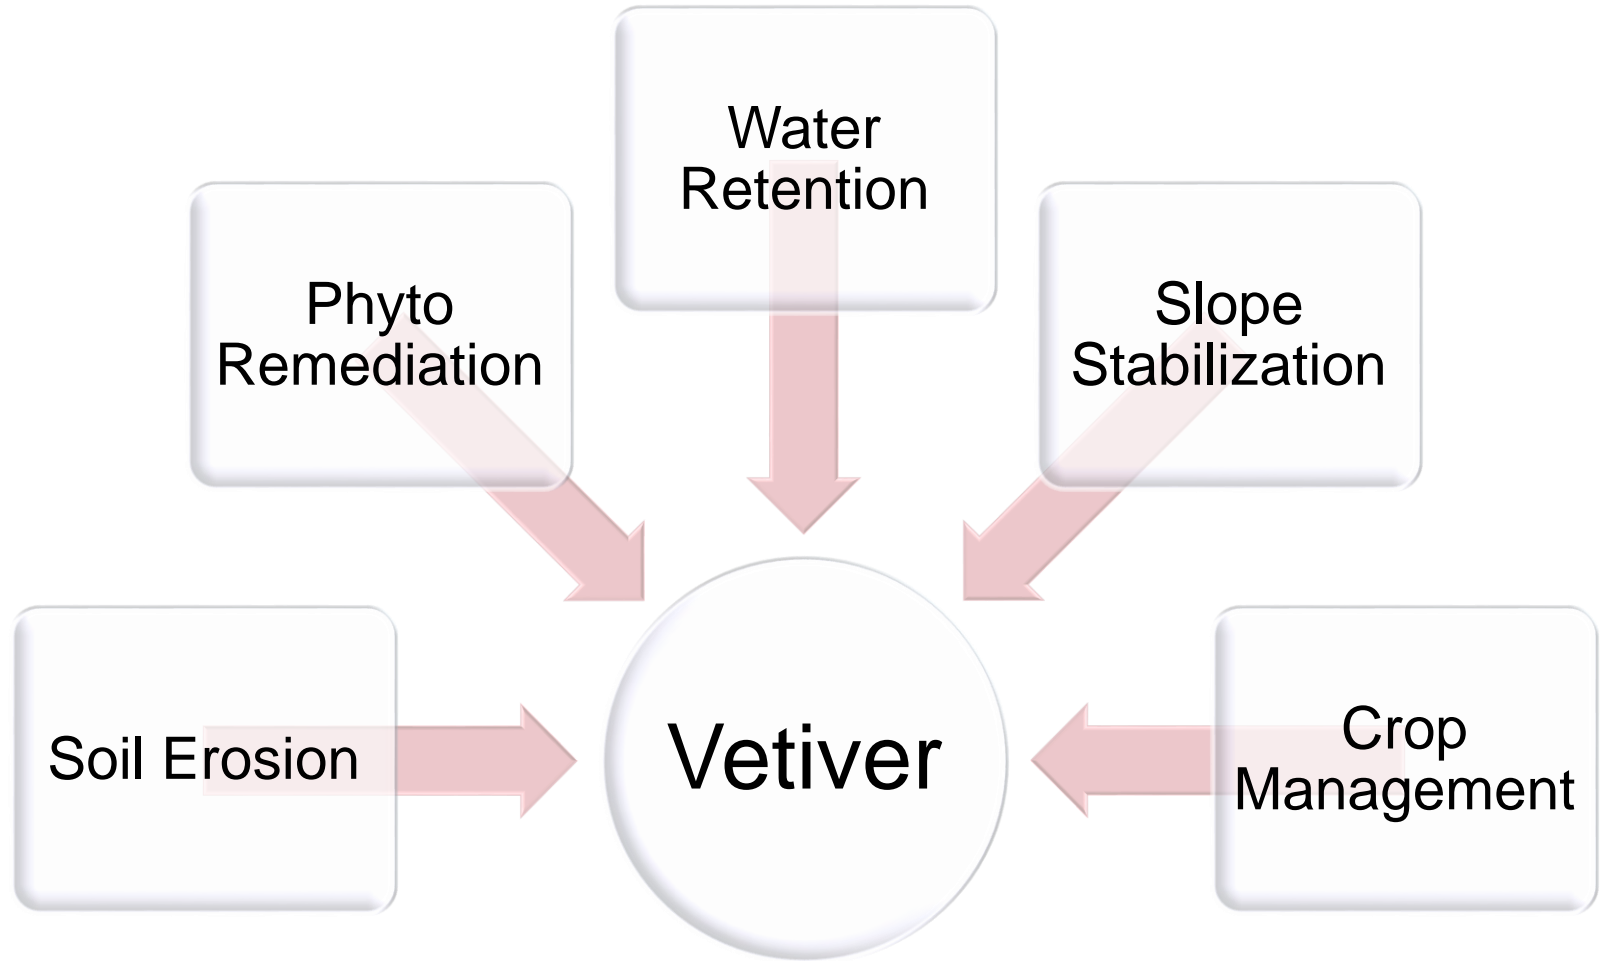 Water
Retention
Phyto
Remediation
Slope
Stabilization
Soil Erosion
Vetiver
Crop
Management